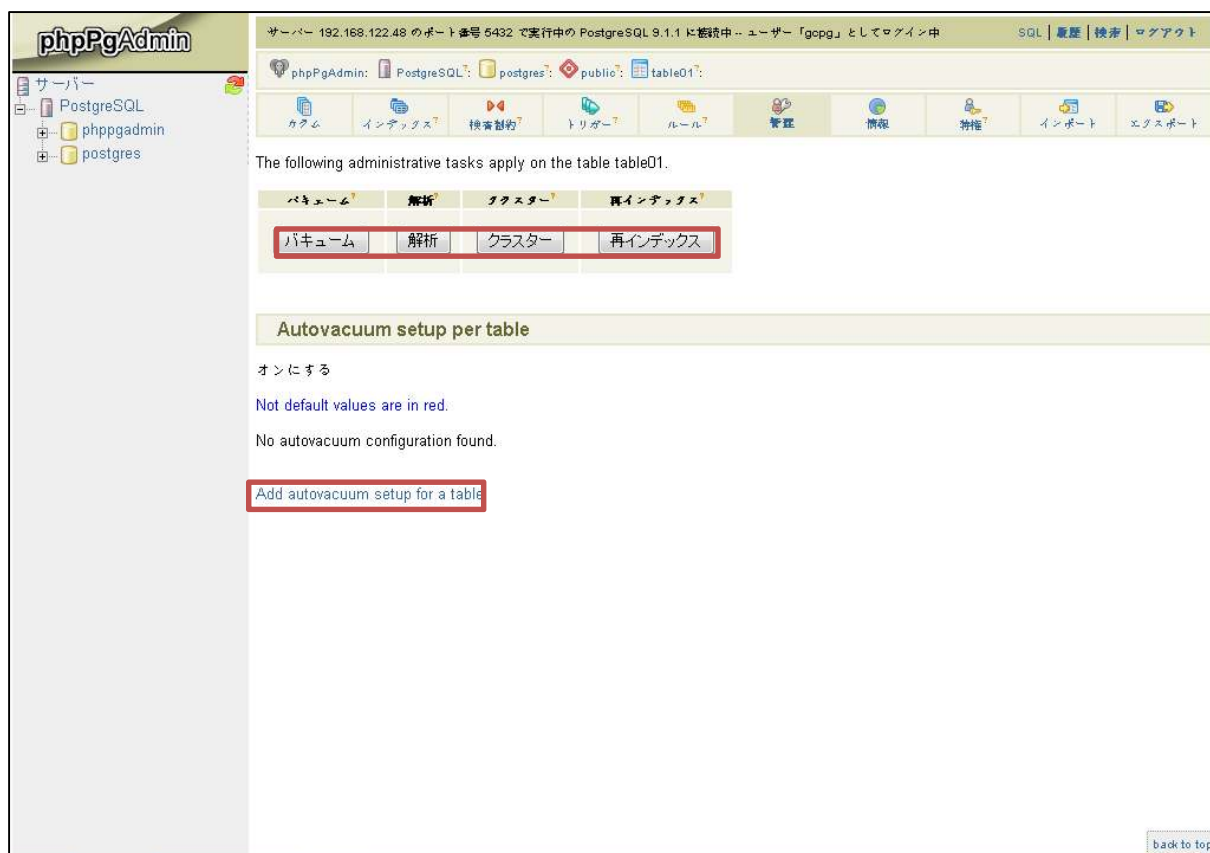 phpPgAdmin
サーバー 192.168.122.48 のポート番号 5432 で実行中の PostgreSQL 9.1.1 に接続中 -- ユーザー「gopg」としてログイン中
SQL | 履歴 | 検索 | ログアウト
phpPgAdmin: PostgreSQL?: postgres?: public?: table01?:
サーバー
PostgreSQL
phppgadmin
postgres
カラム インデックス? 検査制約? トリガー? ルール? 管理 情報 特権? インポート エクスポート
The following administrative tasks apply on the table table01.
バキューム? 解析? クラスター? 再インデックス?
バキューム 解析 クラスター 再インデックス
Autovacuum setup per table
オンにする
Not default values are in red.
No autovacuum configuration found.
Add autovacuum setup for a table
back to top